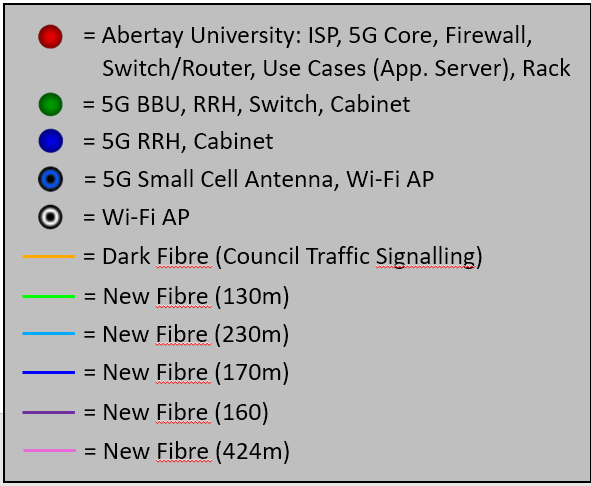 = Abertay University: ISP, 5G Core, Firewall,
Switch/Router, Use Cases (App. Server), Rack
= 5G BBU, RRH, Switch, Cabinet
= 5G RRH, Cabinet
= 5G Small Cell Antenna, Wi-Fi AP
= Wi-Fi AP
= Dark Fibre (Council Traffic Signalling)
= New Fibre (130m)
= New Fibre (230m)
= New Fibre (170m)
= New Fibre (160)
= New Fibre (424m)